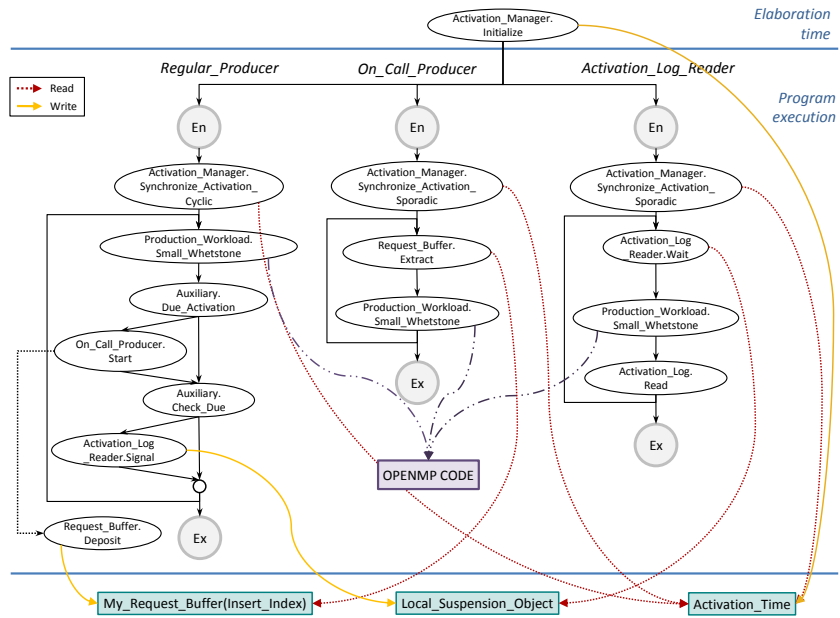 Activation_Manager.
Initialize
Elaboration
time
Regular_Producer
On_Call_Producer
Activation_Log_Reader
Read
Write
Program
execution
En
En
En
Activation_Manager.
Synchronize_Activation_
Cyclic
Activation_Manager.
Synchronize_Activation_
Sporadic
Activation_Manager.
Synchronize_Activation_
Sporadic
Production_Workload.
Small_Whetstone
Request_Buffer.
Extract
Activation_Log
_Reader.Wait
Auxiliary.
Due_Activation
Production_Workload.
Small_Whetstone
Production_Workload.
Small_Whetstone
On_Call_Producer.
Start
Ex
Activation_Log.
Read
Auxiliary.
Check_Due
Activation_Log
_Reader.Signal
Ex
OPENMP CODE
Request_Buffer.
Deposit
Ex
My_Request_Buffer(Insert_Index)
Local_Suspension_Object
Activation_Time